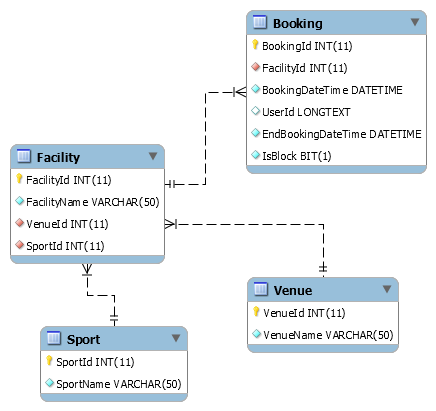 Booking
BookingId INT(11)
FacilityId INT(11)
BookingDateTime DATETIME
UserId LONGTEXT
EndBookingDateTime DATETIME
IsBlock BIT(1)
Facility
FacilityId INT(11)
FacilityName VARCHAR(50)
VenueId INT(11)
SportId INT(11)
Venue
VenueId INT(11)
VenueName VARCHAR(50)
Sport
SportId INT(11)
SportName VARCHAR(50)